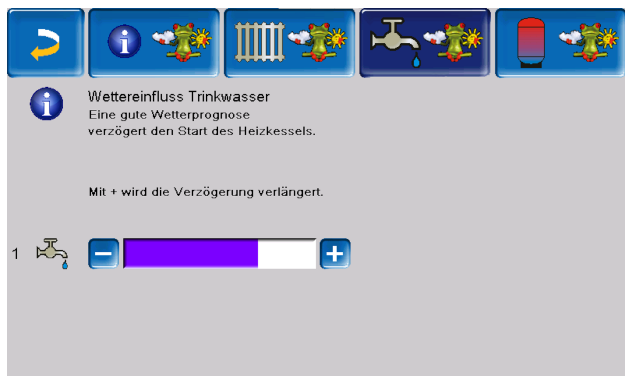 Wettereinfluss Trinkwasser
Eine gute Wetterprognose
verzögert den Start des Heizkessels.
Mit + wird die Verzögerung verlängert.
1